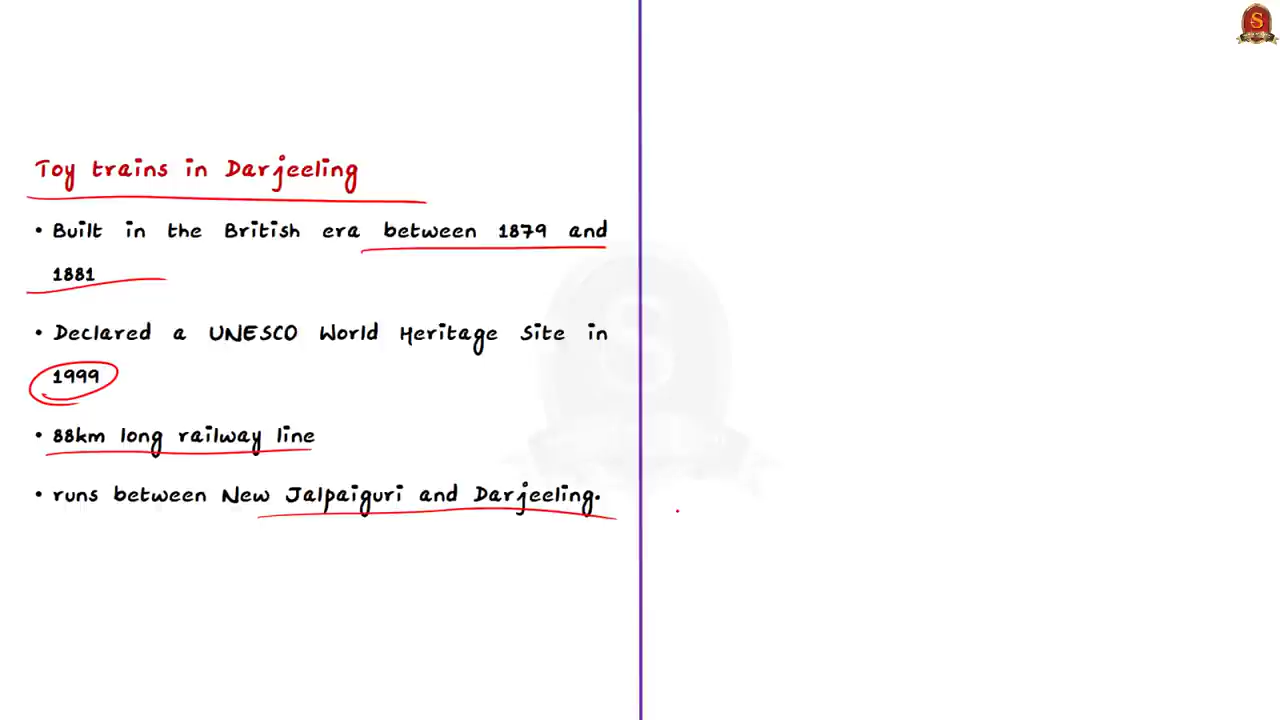 Toy trains in Darjeeling
• Built in the British era between 1879 and
1881
• Declared a UNESCO World Heritage Site in
1999
• 88km long railway line
• runs between New Jalpaiguri and Darjeeling.
S